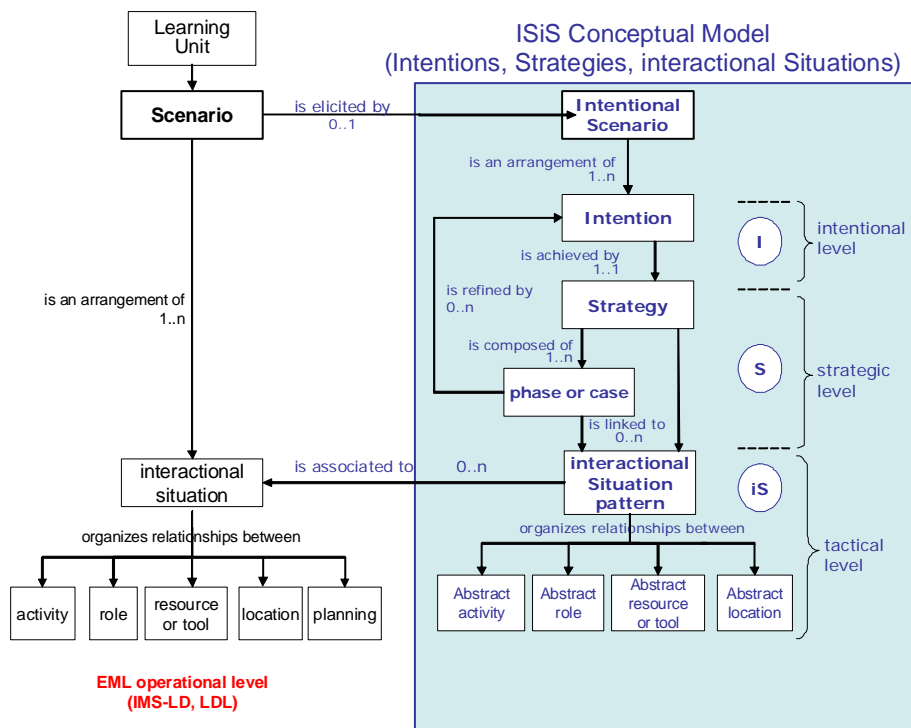 Learning
Unit
ISiS Conceptual Model
(Intentions, Strategies, interactional Situations)
Scenario
is elicited by
0..1
Intentional
Scenario
is an arrangement of
1..n
Intention
I
intentional
level
is achieved by
1..1
is refined by
0..n
is an arrangement of
1..n
Strategy
is composed of
1..n
S
strategic
level
phase or case
is linked to
0..n
interactional
situation
is associated to 0..n
interactional
Situation
pattern
iS
organizes relationships between
organizes relationships between
tactical
level
activity
role
resource
or tool
location
planning
Abstract
activity
Abstract
role
Abstract
resource
or tool
Abstract
location
EML operational level
(IMS-LD, LDL)